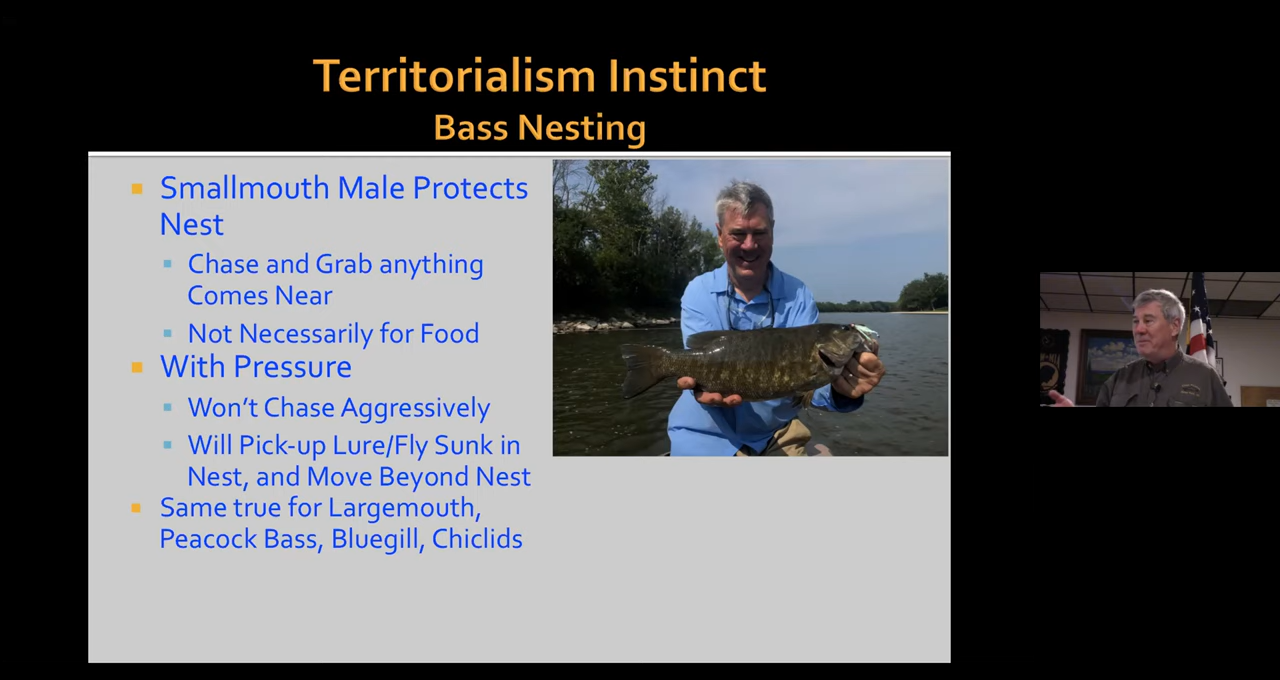 Territorialism Instinct
Bass Nesting
Smallmouth Male Protects
Nest
Chase and Grab anything
Comes Near
Not Necessarily for Food
With Pressure
Won't Chase Aggressively
Will Pick-up Lure/Fly Sunk in
Nest, and Move Beyond Nest
Same true for Largemouth,
Peacock Bass, Bluegill, Chiclids